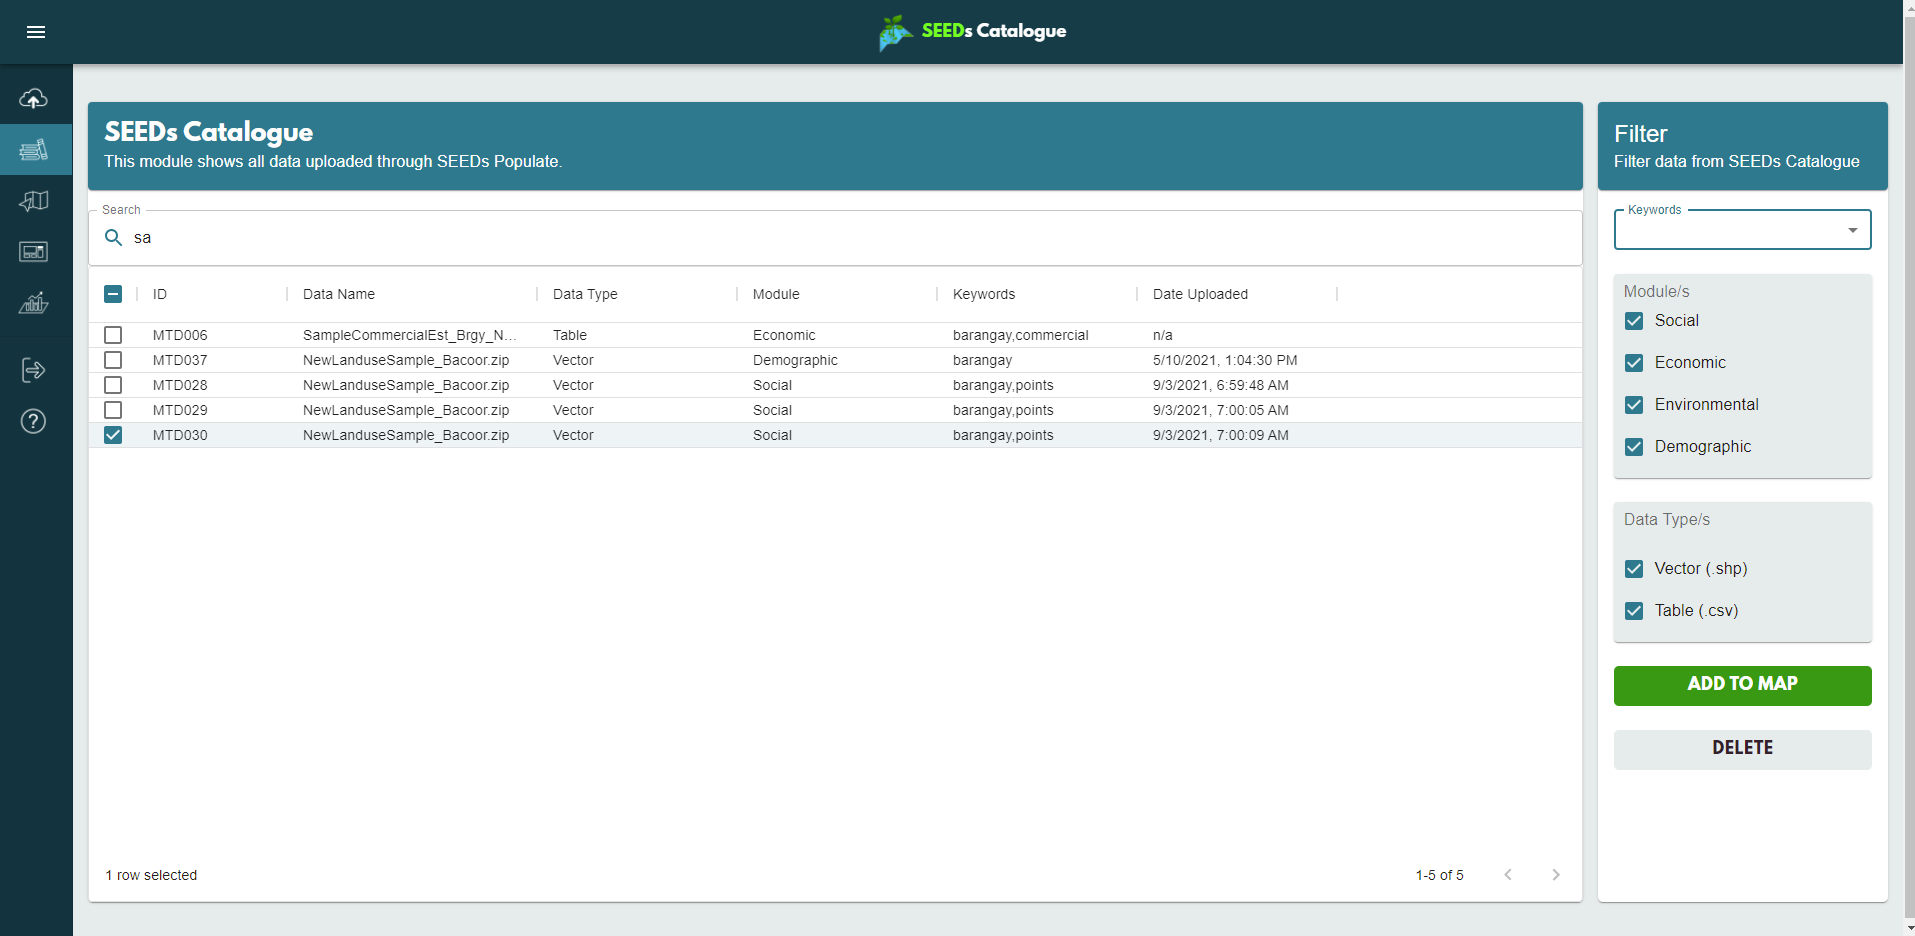 SEEDs Catalogue
SEEDs Catalogue
This module shows all data uploaded through SEEDs Populate.
Search
sa
ID Data Name Data Type Module Keywords Date Uploaded
MTD006 SampleCommercialEst_Brgy_N... Table Economic barangay,commercial n/a
MTD037 NewLanduseSample_Bacoor.zip Vector Demographic barangay 5/10/2021, 1:04:30 PM
MTD028 NewLanduseSample_Bacoor.zip Vector Social barangay,points 9/3/2021, 6:59:48 AM
MTD029 NewLanduseSample_Bacoor.zip Vector Social barangay,points 9/3/2021, 7:00:05 AM
MTD030 NewLanduseSample_Bacoor.zip Vector Social barangay,points 9/3/2021, 7:00:09 AM
1 row selected
1-5 of 5
Filter
Filter data from SEEDs Catalogue
Keywords
Module/s
Social
Economic
Environmental
Demographic
Data Type/s
Vector (.shp)
Table (.csv)
ADD TO MAP
DELETE